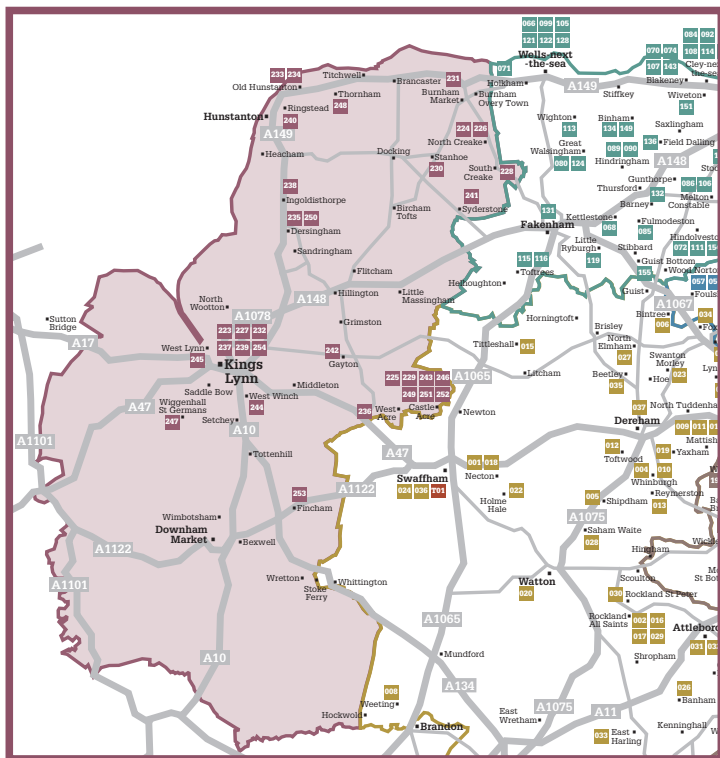 066 099 105
121 122 128
Wells-next
-the-sea
084 092
108 114
070 074
107 143
Blakeney
233 234
Old Hunstanton
Titchwell
Brancaster
231
Burnham
Market
071
Holkham
Burnham
Overy Town
A149
Stiffkey
Wiveton
151
Thornham
248
Ringstead
240
Hunstanton
A149
Heacham
Wighton
113
Binham
134 149
Saxlingham
136
Field Dalling
224 226
North Creake
Great
Walsingham
080 124
089 090
Hindringham
A148
Docking
Stanhoe
230
South
Creake
228
Gunthorpe
Thursford
086 106
Melton
Constable
132
Barney
238
Ingoldisthorpe
235 250
Dersingham
Bircham
Tofts
241
Syderstone
131
Fakenham
Kettlestone
068
Fulmodeston
085
Sandringham
Little
Ryburgh
119
Stibbard
072 111
Guist Bottom
Wood Norton
155
115 116
Toftrees
Flitcham
Helhoughton
Guist
057
A148
Hillington
Little
Massingham
A1067
North
Wootton
A1078
Grimston
Horningtoft
Bintree
006
034
Sutton
Bridge
A17
223 227 232
237 239 254
West Lynn
245
Kings
Lynn
242
Gayton
Tittleshall
015
Brisley
North
Elmham
027
Swanton
Morley
023
Hoe
Beetley
035
Litcham
A1065
Saddle Bow
Middleton
225 229 243 246
249 251 252
236
West
Acre
Castle
Acre
Newton
A47
Wiggenhall
St Germans
247
West Winch
244
Setchey
A10
037
Dereham
North Tuddenha
009 011
A1101
Tottenhill
A47
012
Toftwood
019
Yaxham
Mattish
Swaffham
024 036 T01
001 018
Necton
004 010
Whinburgh
Reymerston
013
A1122
253
Fincham
022
Holme
Hale
005
Shipdham
Wimbotsham
Downham
Market
Bexwell
A1075
Saham Waite
028
Hingham
A1122
A1101
Wretton
Stoke
Ferry
Whittington
Watton
020
Scoulton
030
Rockland St Peter
Rockland
All Saints
002 016
017 029
Attlebor
031
A1065
A10
Mundford
Shropham
A134
008
Weeting
Hockwold
Brandon
East
Wretham
A1075
A11
026
Banham
033
East
Harling
Kenninghall